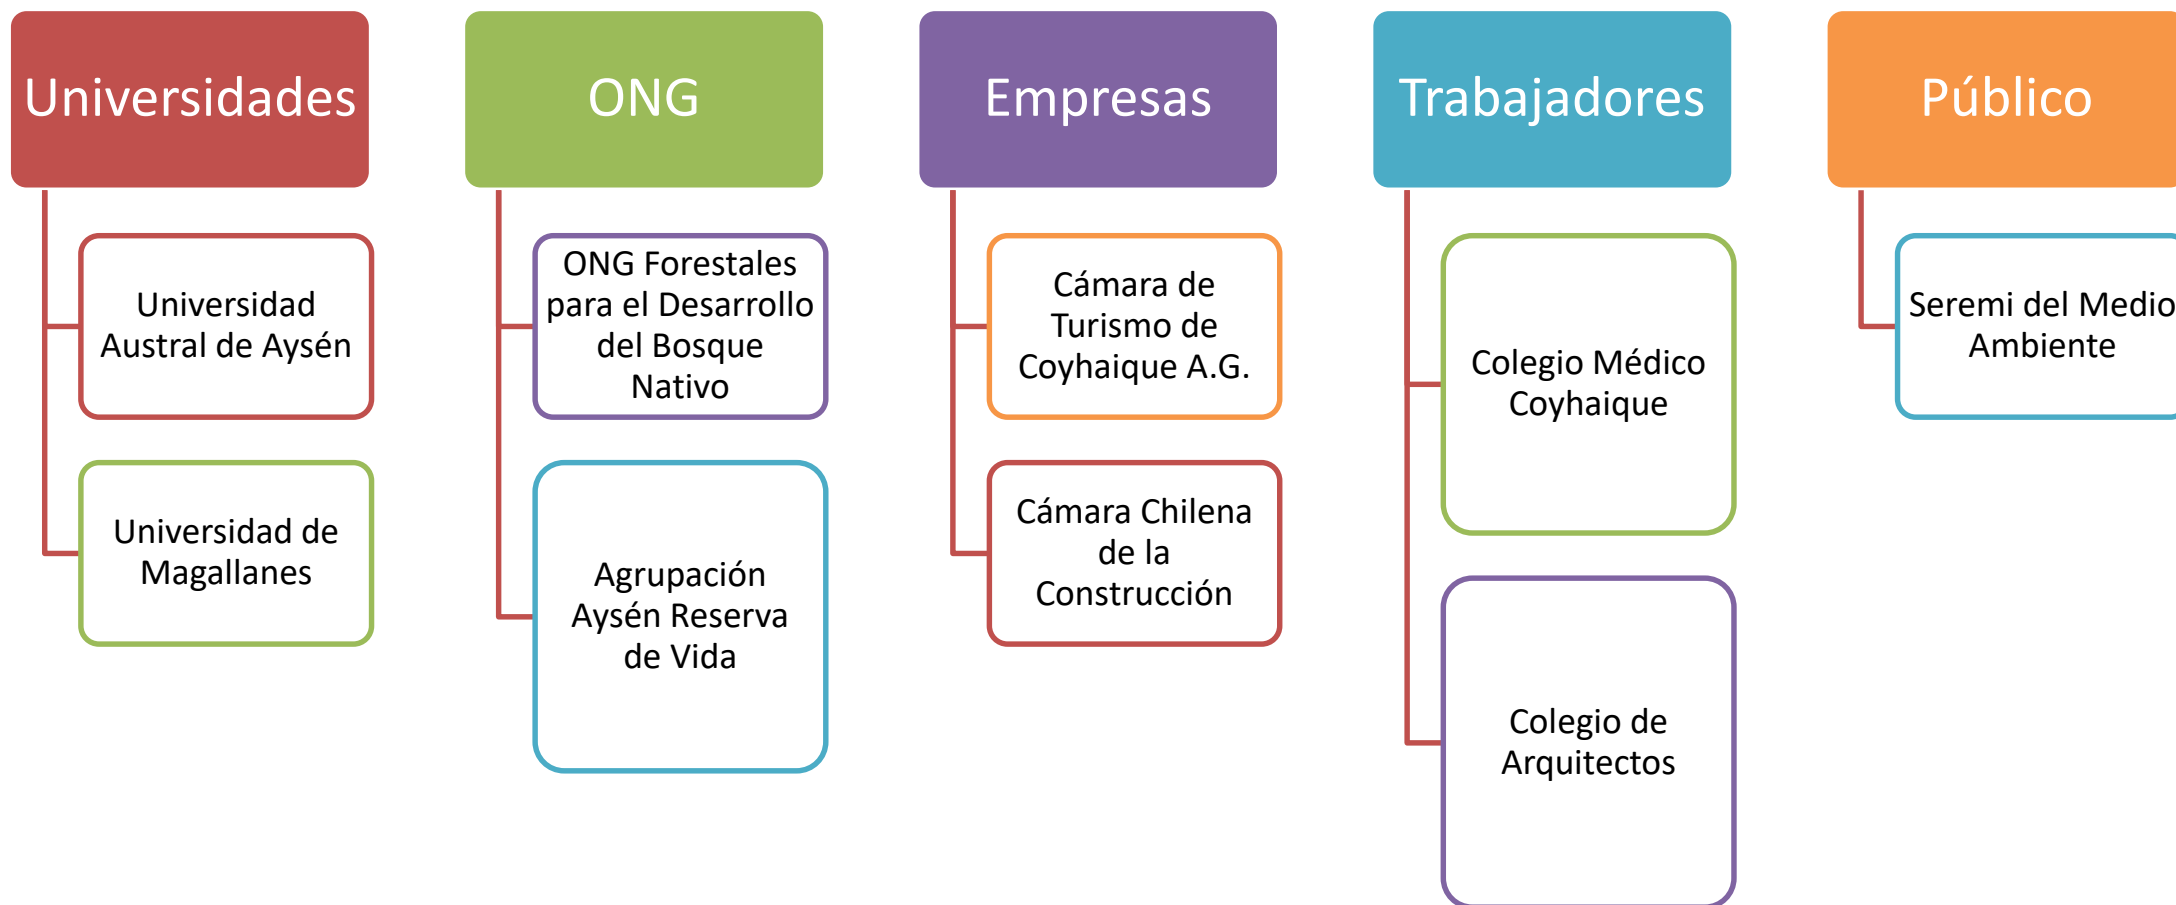 Universidades
Universidad
Austral de Aysén
Universidad de
Magallanes
ONG
ONG Forestales
para el Desarrollo
del Bosque
Nativo
Agrupación
Aysén Reserva
de Vida
Empresas
Cámara de
Turismo de
Coyhaique A.G.
Cámara Chilena
de la
Construcción
Trabajadores
Colegio Médico
Coyhaique
Colegio de
Arquitectos
Público
Seremi del Medio
Ambiente